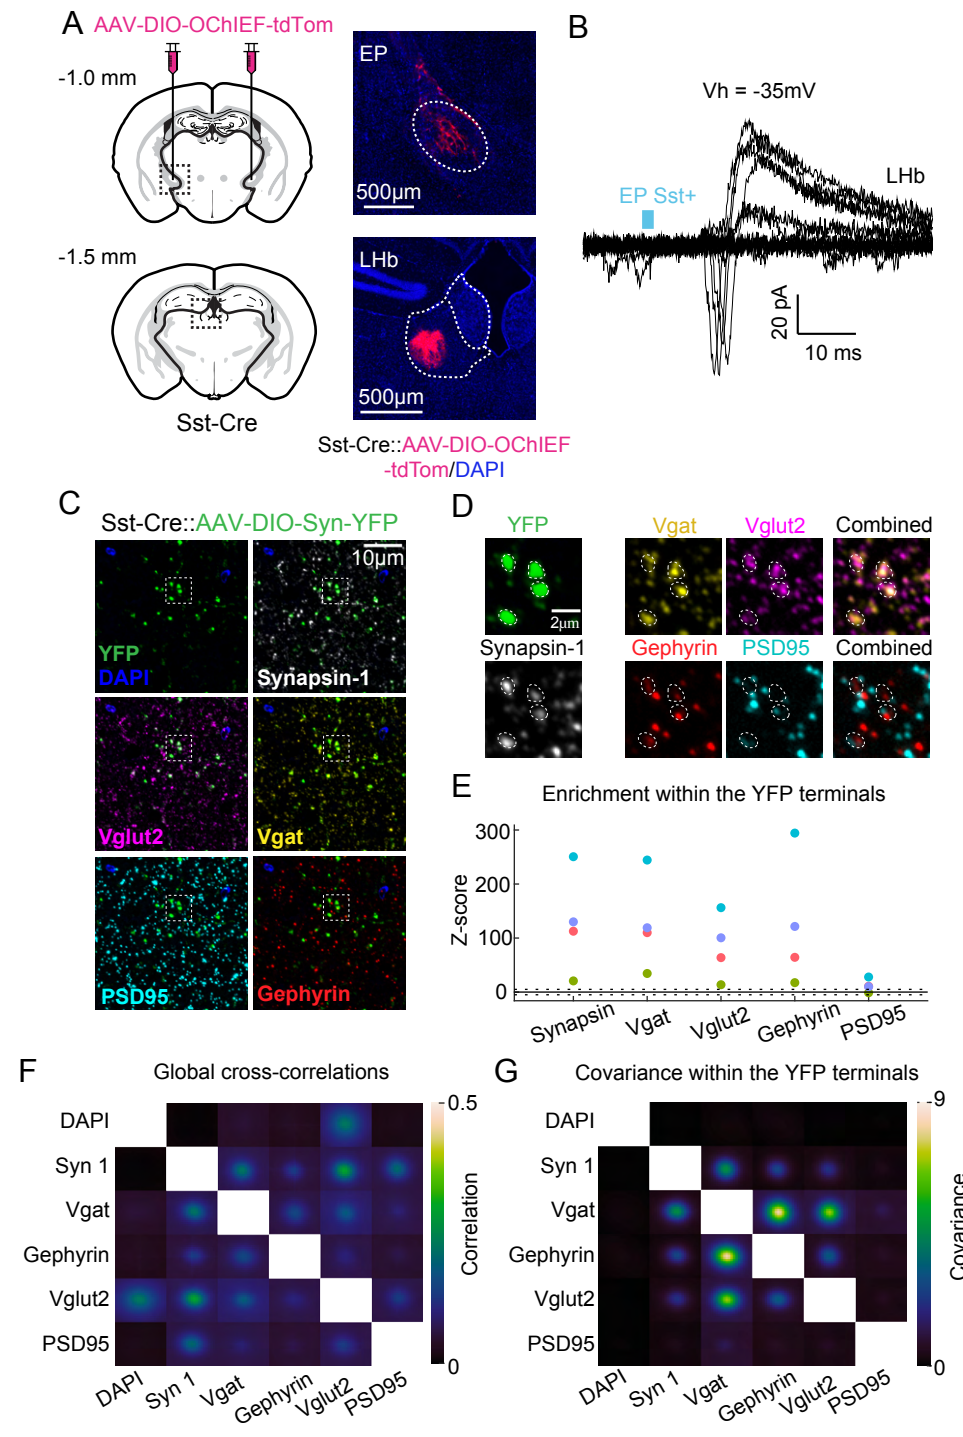 A
AAV-DIO-OChIEF-tdTom
-1.0 mm
EP
500μm
-1.5 mm
LHb
500μm
Sst-Cre
Sst-Cre::AAV-DIO-OChIEF
-tdTom/DAPI
B
Vh = -35mV
LHb
EP Sst+
20 pA
10 ms
C
Sst-Cre::AAV-DIO-Syn-YFP
10μm
YFP
DAPI
Synapsin-1
Vglut2
Vgat
PSD95
Gephyrin
D
YFP
Vgat
Vglut2
Combined
2μm
Synapsin-1
Gephyrin
PSD95
Combined
E
Enrichment within the YFP terminals
Z-score
300
200
100
0
Synapsin
Vgat
Vglut2
Gephyrin
PSD95
F
Global cross-correlations
DAPI
Syn 1
Vgat
Gephyrin
Vglut2
PSD95
DAPI
Syn 1
Vgat
Gephyrin
Vglut2
PSD95
0.5
Correlation
0
G
Covariance within the YFP terminals
DAPI
Syn 1
Vgat
Gephyrin
Vglut2
PSD95
DAPI
Syn 1
Vgat
Gephyrin
Vglut2
PSD95
9
Covariance
0